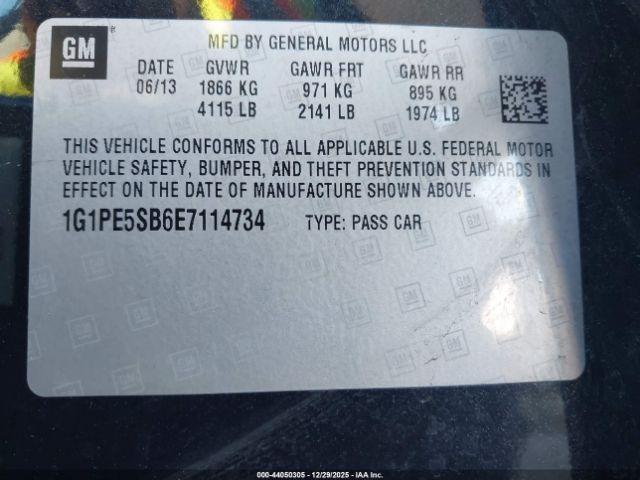 GM
MFD BY GENERAL MOTORS LLC
DATE GVWR GAWR FRT GAWR RR
06/13 1866 KG 971 KG 895 KG
4115 LB 2141 LB 1974 LB
THIS VEHICLE CONFORMS TO ALL APPLICABLE U.S. FEDERAL MOTOR
VEHICLE SAFETY, BUMPER, AND THEFT PREVENTION STANDARDS IN
EFFECT ON THE DATE OF MANUFACTURE SHOWN ABOVE.
1G1PE5SB6E7114734 TYPE: PASS CAR
000-44050305 - 12/29/2025 - IAA Inc.